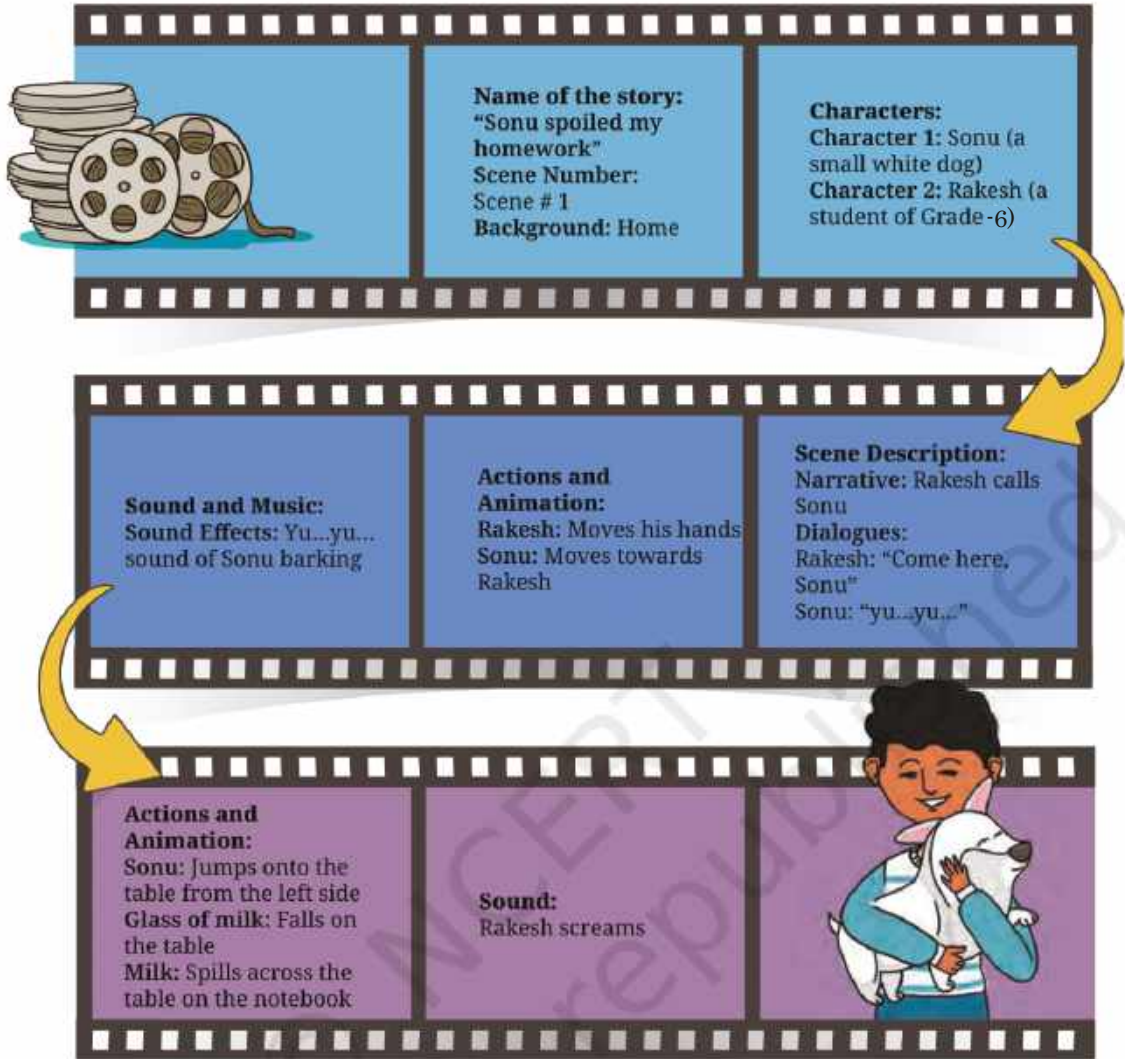 Name of the story:
“Sonu spoiled my
homework”
Scene Number:
Scene # 1
Background: Home
Characters:
Character 1: Sonu (a
small white dog)
Character 2: Rakesh (a
student of Grade-6)
Scene Description:
Narrative: Rakesh calls
Sonu
Dialogues:
Rakesh: “Come here,
Sonu”
Sonu: “yu...yu...”
Actions and
Animation:
Rakesh: Moves his hands
Sonu: Moves towards
Rakesh
Sound and Music:
Sound Effects: Yu...yu...
sound of Sonu barking
Actions and
Animation:
Sonu: Jumps onto the
table from the left side
Glass of milk: Falls on
the table
Milk: Spills across the
table on the notebook
Sound:
Rakesh screams
NCERT
republished